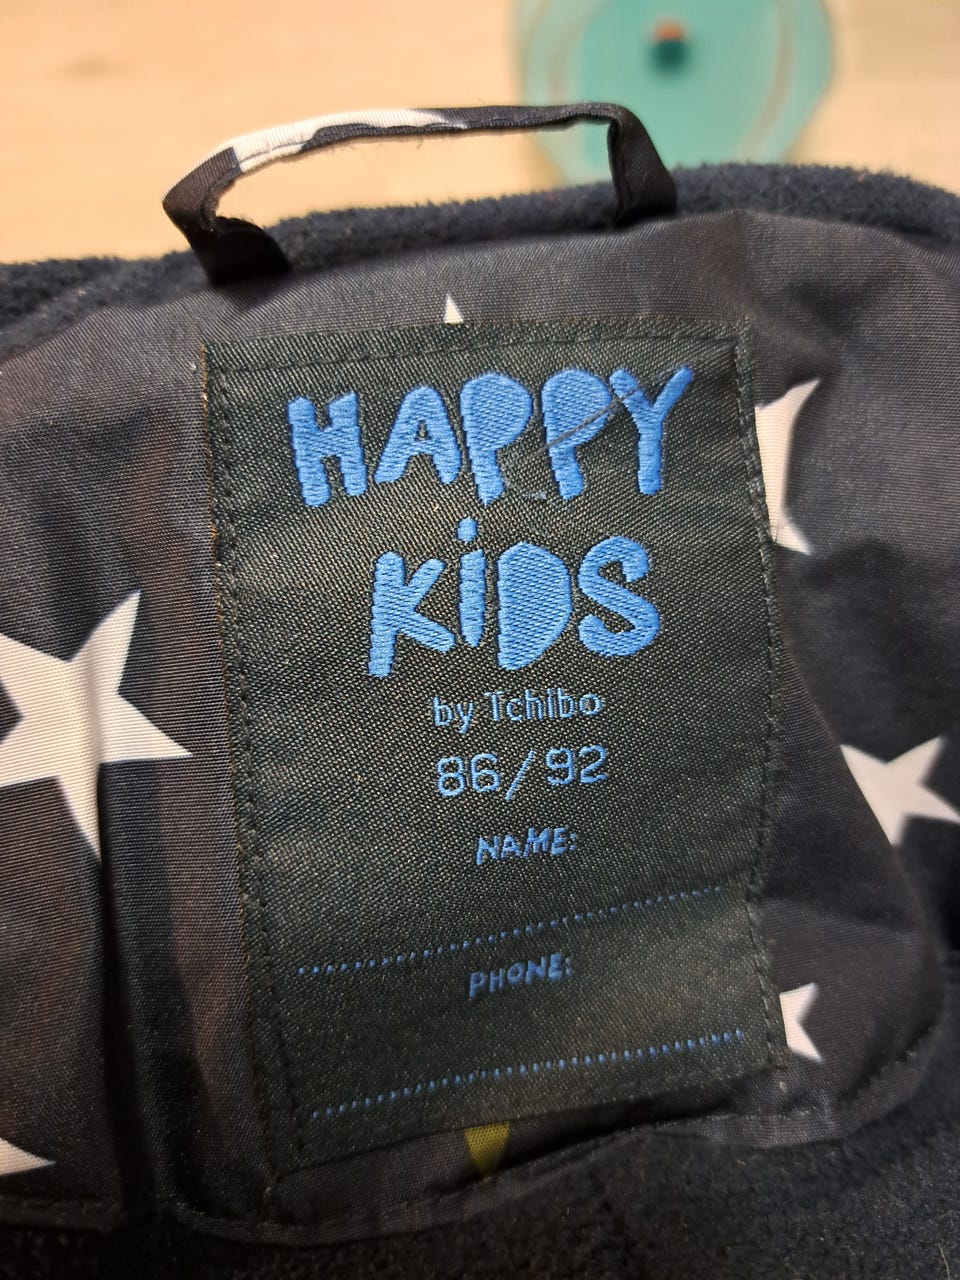 HAPPY
KiDS
by Tchibo
86/92
NAME:
PHONE: